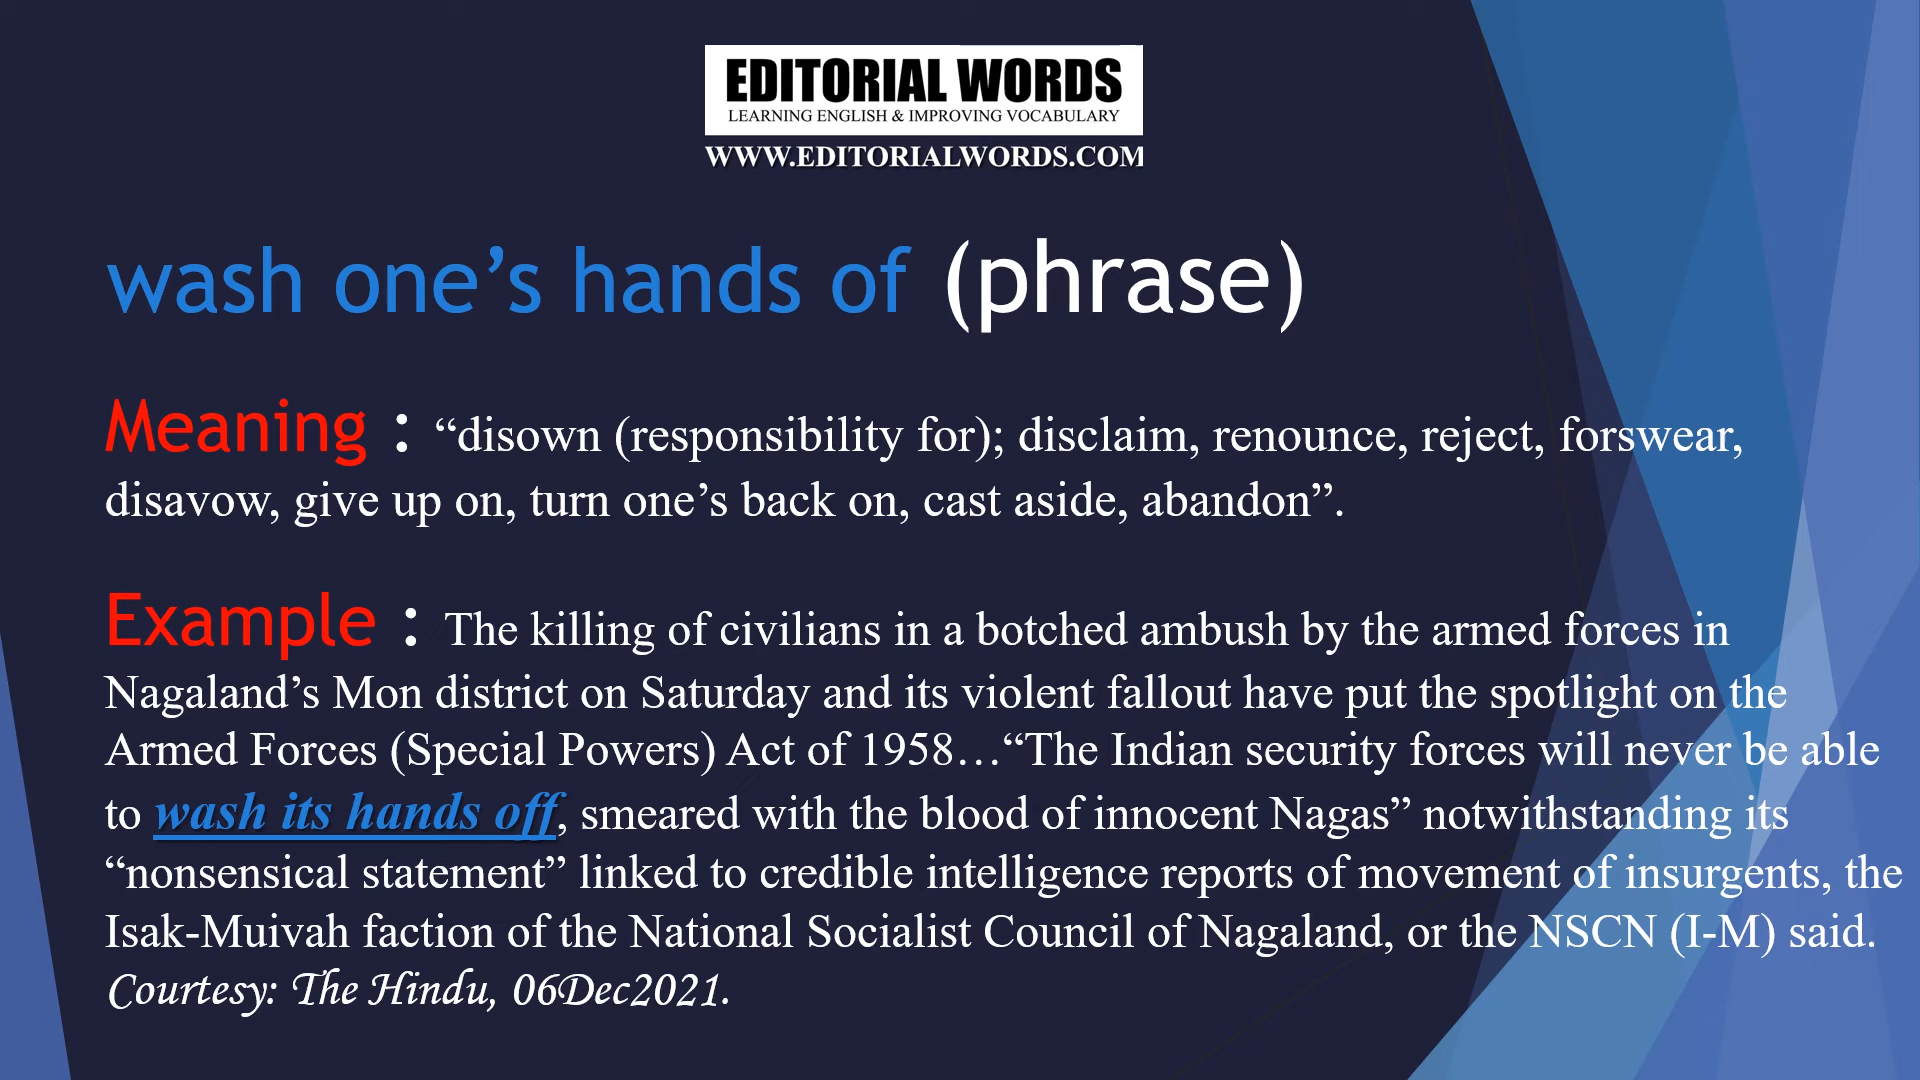 EDITORIAL WORDS
LEARNING ENGLISH & IMPROVING VOCABULARY
WWW.EDITORIALWORDS.COM
wash one’s hands of (phrase)
Meaning : “disown (responsibility for); disclaim, renounce, reject, forswear,
disavow, give up on, turn one’s back on, cast aside, abandon”.
Example : The killing of civilians in a botched ambush by the armed forces in
Nagaland’s Mon district on Saturday and its violent fallout have put the spotlight on the
Armed Forces (Special Powers) Act of 1958…“The Indian security forces will never be able
to wash its hands off, smeared with the blood of innocent Nagas” notwithstanding its
“nonsensical statement” linked to credible intelligence reports of movement of insurgents, the
Isak-Muivah faction of the National Socialist Council of Nagaland, or the NSCN (I-M) said.
Courtesy: The Hindu, 06Dec2021.